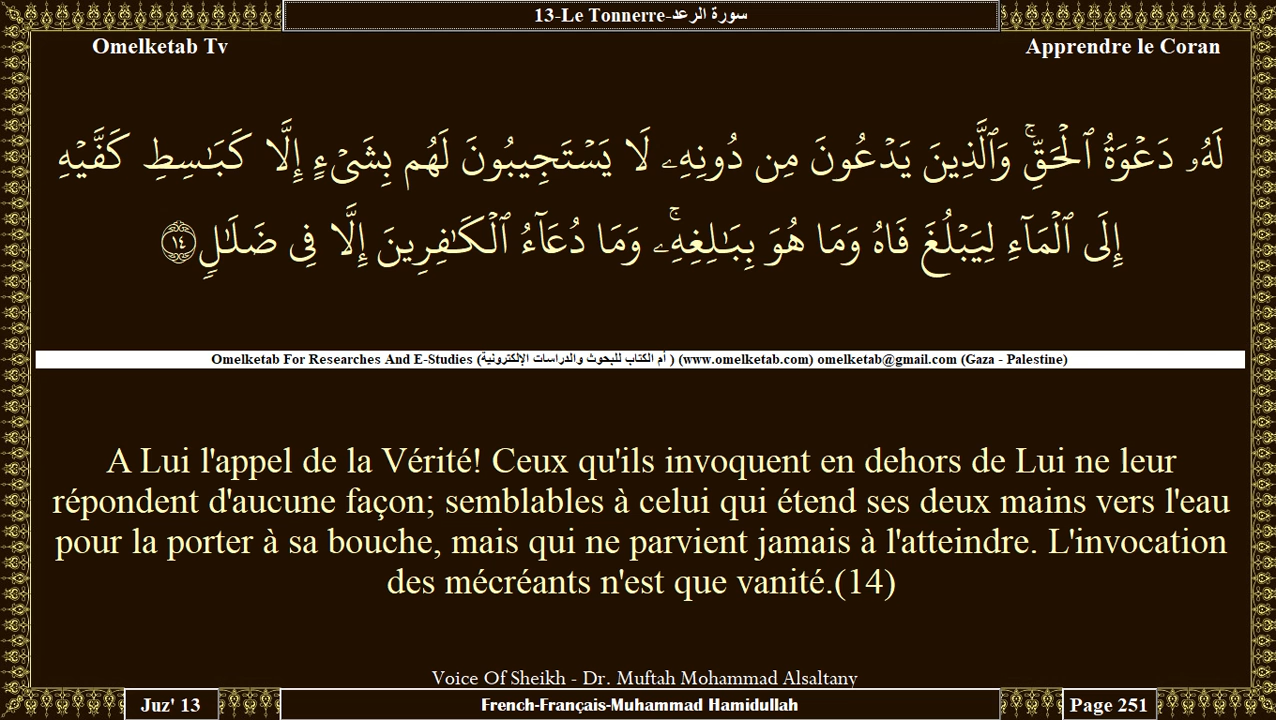 13-Le Tonnerre-سورة الرعد
Omelketab Tv
Apprendre le Coran
لَهُۥ دَعۡوَةُ ٱلۡحَقِّۚ وَٱلَّذِينَ يَدۡعُونَ مِن دُونِهِۦ لَا يَسۡتَجِيبُونَ لَهُم بِشَيۡءٍ إِلَّا كَبَٰسِطِ كَفَّيۡهِ
إِلَى ٱلۡمَآءِ لِيَبۡلُغَ فَاهُ وَمَا هُوَ بِبَٰلِغِهِۦۚ وَمَا دُعَآءُ ٱلۡكَٰفِرِينَ إِلَّا فِي ضَلَٰلٖ ١٤
Omelketab For Researches And E-Studies (أم الكتاب للبحوث والدراسات الإلكترونية ) (www.omelketab.com) omelketab@gmail.com (Gaza - Palestine)
A Lui l'appel de la Vérité! Ceux qu'ils invoquent en dehors de Lui ne leur
répondent d'aucune façon; semblables à celui qui étend ses deux mains vers l'eau
pour la porter à sa bouche, mais qui ne parvient jamais à l'atteindre. L'invocation
des mécréants n'est que vanité.(14)
Voice Of Sheikh - Dr. Muftah Mohammad Alsaltany
Juz' 13
French-Français-Muhammad Hamidullah
Page 251